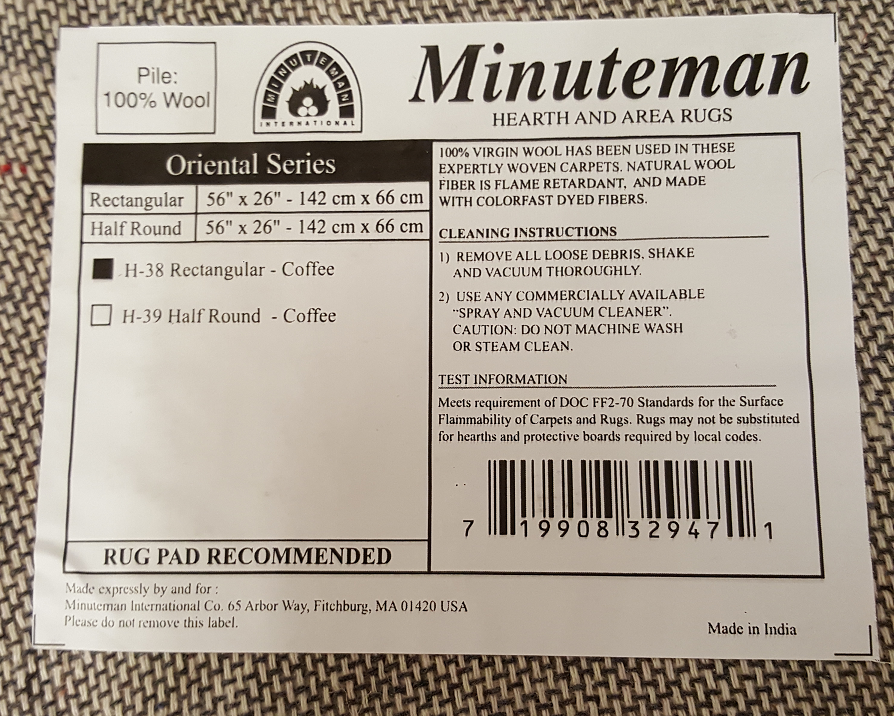 Pile:
100% Wool
MINUTEMAN
INTERNATIONAL
Minuteman
HEARTH AND AREA RUGS
Oriental Series
Rectangular 56" x 26" - 142 cm x 66 cm
Half Round 56" x 26" - 142 cm x 66 cm
H-38 Rectangular - Coffee
H-39 Half Round - Coffee
RUG PAD RECOMMENDED
100% VIRGIN WOOL HAS BEEN USED IN THESE
EXPERTLY WOVEN CARPETS. NATURAL WOOL
FIBER IS FLAME RETARDANT, AND MADE
WITH COLORFAST DYED FIBERS.
CLEANING INSTRUCTIONS
1) REMOVE ALL LOOSE DEBRIS, SHAKE
AND VACUUM THOROUGHLY.
2) USE ANY COMMERCIALLY AVAILABLE
"SPRAY AND VACUUM CLEANER".
CAUTION: DO NOT MACHINE WASH
OR STEAM CLEAN.
TEST INFORMATION
Meets requirement of DOC FF2-70 Standards for the Surface
Flammability of Carpets and Rugs. Rugs may not be substituted
for hearths and protective boards required by local codes.
7 19908 32947 1
Made expressly by and for :
Minuteman International Co. 65 Arbor Way, Fitchburg, MA 01420 USA
Please do not remove this label.
Made in India